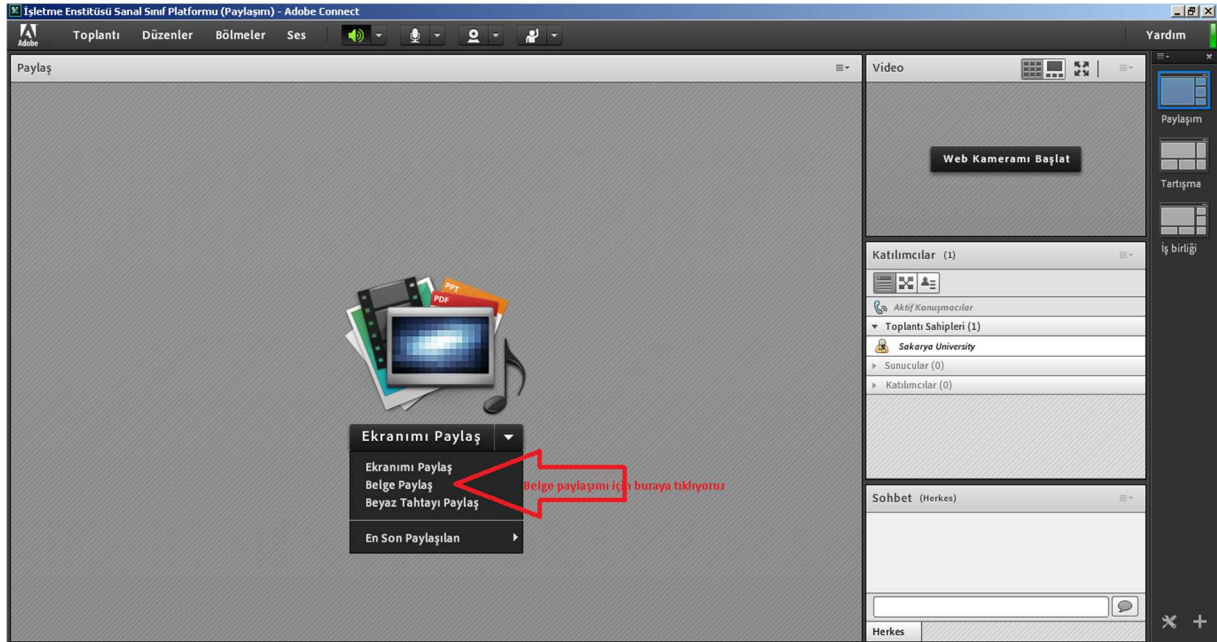 İşletme Enstitüsü Sanal Sınıf Platformu (Paylaşım) - Adobe Connect
Adobe
Toplantı Düzenler Bölmeler Ses
Yardım
Paylaş
Video
Web Kameramı Başlat
Paylaşım
Tartışma
İş birliği
Katılımcılar (1)
Aktif Konuşmacılar
Toplantı Sahipleri (1)
Sakarya University
Sunucular (0)
Katılımcılar (0)
PPT
PDF
Ekranımı Paylaş
Ekranımı Paylaş
Belge Paylaş
Belge paylaşımı için buraya tıklıyoruz
Beyaz Tahtayı Paylaş
En Son Paylaşılan
Sohbet (Herkes)
Herkes